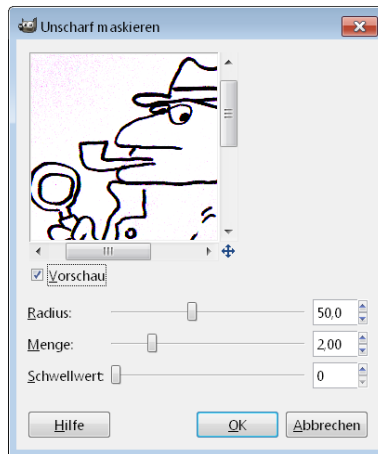 Unscharf maskieren
Vorschau
Radius: 50,0
Menge: 2,00
Schwellwert: 0
Hilfe OK Abbrechen